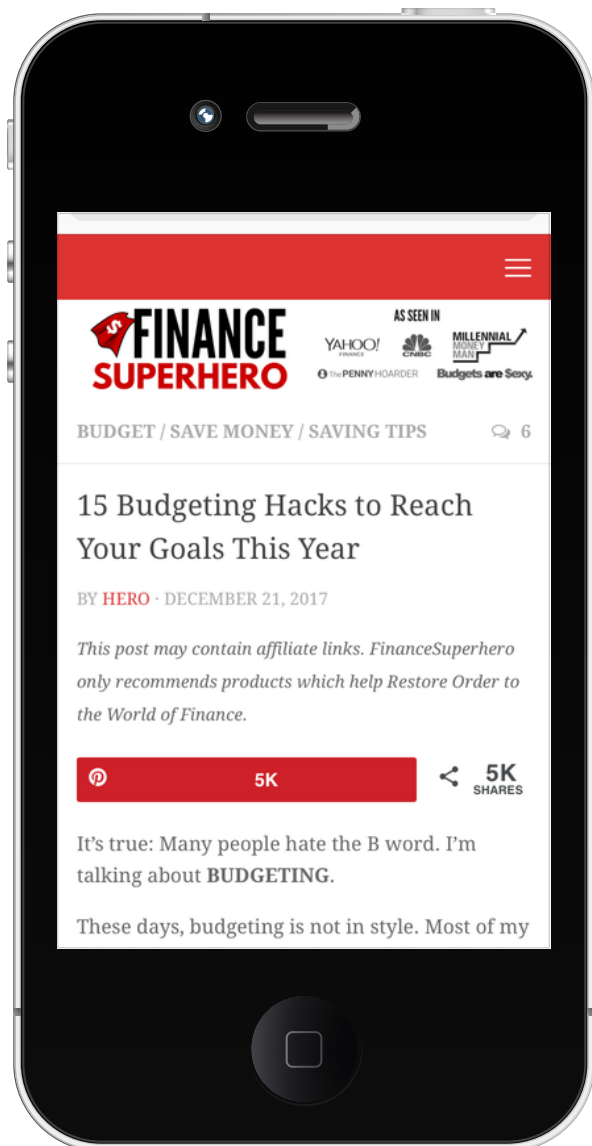 FINANCE
SUPERHERO
AS SEEN IN
YAHOO!
FINANCE
CNBC
MILLENNIAL
MONEY
MAN
The PENNY HOARDER
Budgets are Sexy.
BUDGET / SAVE MONEY / SAVING TIPS 6
15 Budgeting Hacks to Reach
Your Goals This Year
BY HERO · DECEMBER 21, 2017
This post may contain affiliate links. FinanceSuperhero
only recommends products which help Restore Order to
the World of Finance.
5K
5K
SHARES
It's true: Many people hate the B word. I'm
talking about BUDGETING.
These days, budgeting is not in style. Most of my